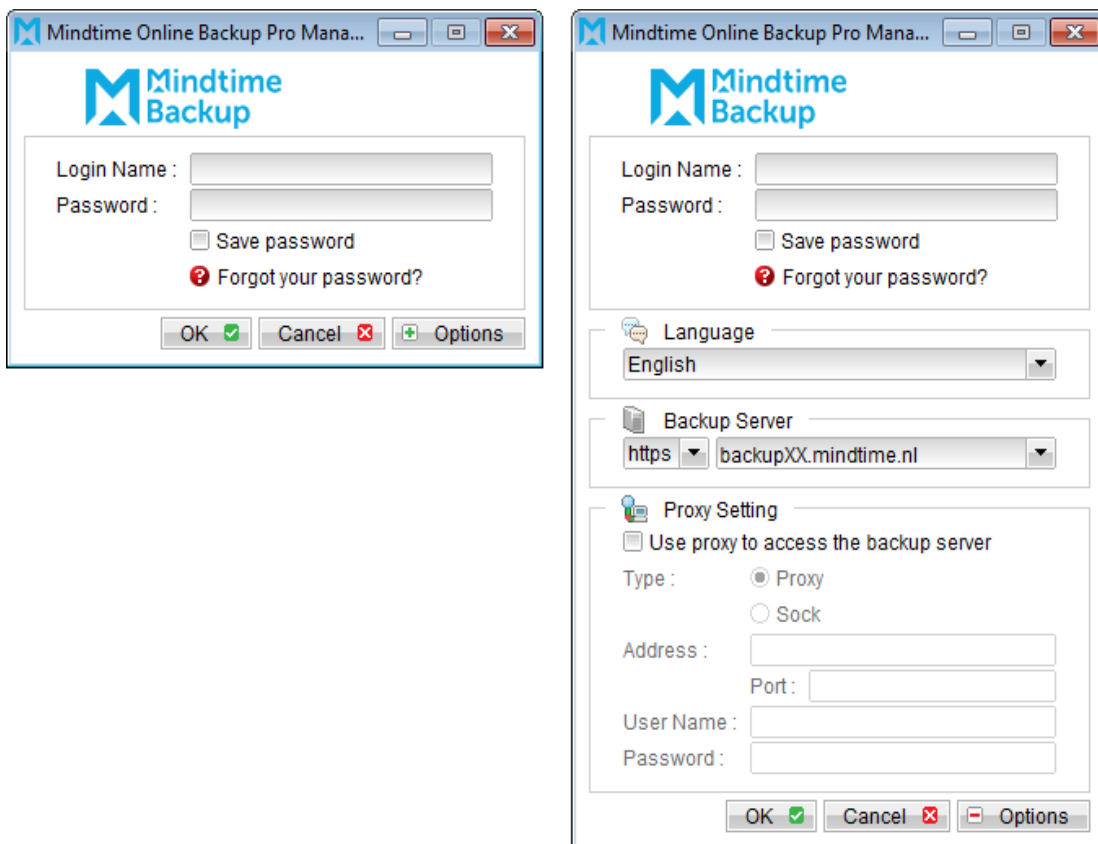 Mindtime Online Backup Pro Mana...
Mindtime
Backup
Login Name :
Password :
Save password
Forgot your password?
OK Cancel Options
Mindtime Online Backup Pro Mana...
Mindtime
Backup
Login Name :
Password :
Save password
Forgot your password?
Language
English
Backup Server
https backupXX.mindtime.nl
Proxy Setting
Use proxy to access the backup server
Type : Proxy
Sock
Address :
Port :
User Name :
Password :
OK Cancel Options